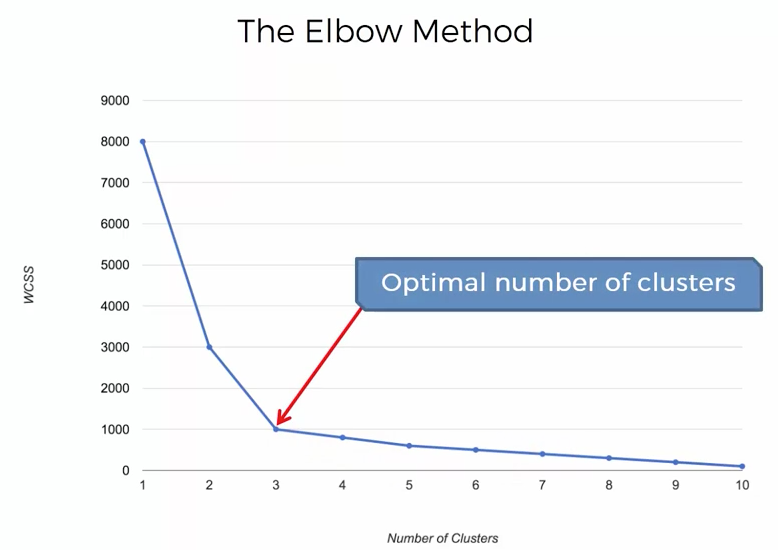 The Elbow Method
9000
8000
7000
6000
5000
4000
3000
2000
1000
0
WCSS
Optimal number of clusters
1 2 3 4 5 6 7 8 9 10
Number of Clusters